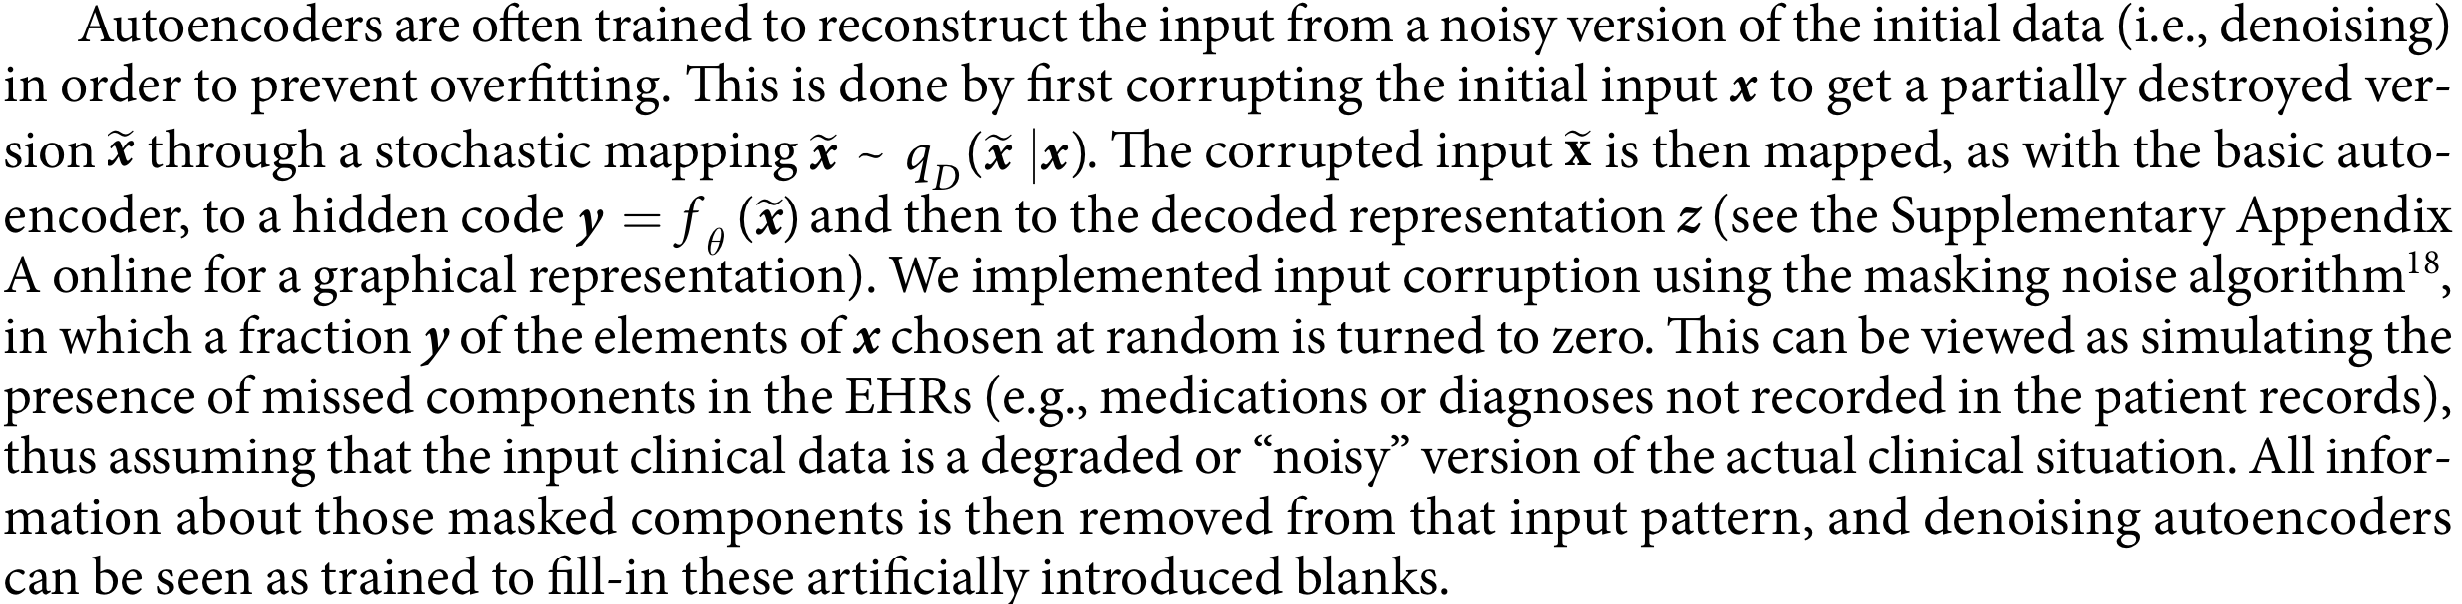 Autoencoders are often trained to reconstruct the input from a noisy version of the initial data (i.e., denoising)
in order to prevent overfitting. This is done by first corrupting the initial input x to get a partially destroyed ver-
sion x̃ through a stochastic mapping x̃ ~ q_D(x̃ |x). The corrupted input x̃ is then mapped, as with the basic auto-
encoder, to a hidden code y = f_θ(x̃) and then to the decoded representation z (see the Supplementary Appendix
A online for a graphical representation). We implemented input corruption using the masking noise algorithm¹⁸,
in which a fraction y of the elements of x chosen at random is turned to zero. This can be viewed as simulating the
presence of missed components in the EHRs (e.g., medications or diagnoses not recorded in the patient records),
thus assuming that the input clinical data is a degraded or “noisy” version of the actual clinical situation. All infor-
mation about those masked components is then removed from that input pattern, and denoising autoencoders
can be seen as trained to fill-in these artificially introduced blanks.